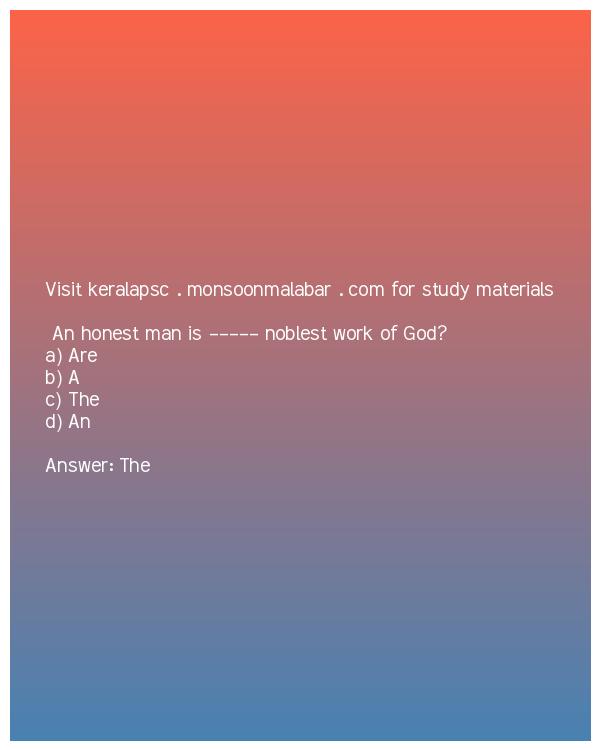 Visit keralapsc . monsoonmalabar . com for study materials
An honest man is ----- noblest work of God?
a) Are
b) A
c) The
d) An
Answer: The